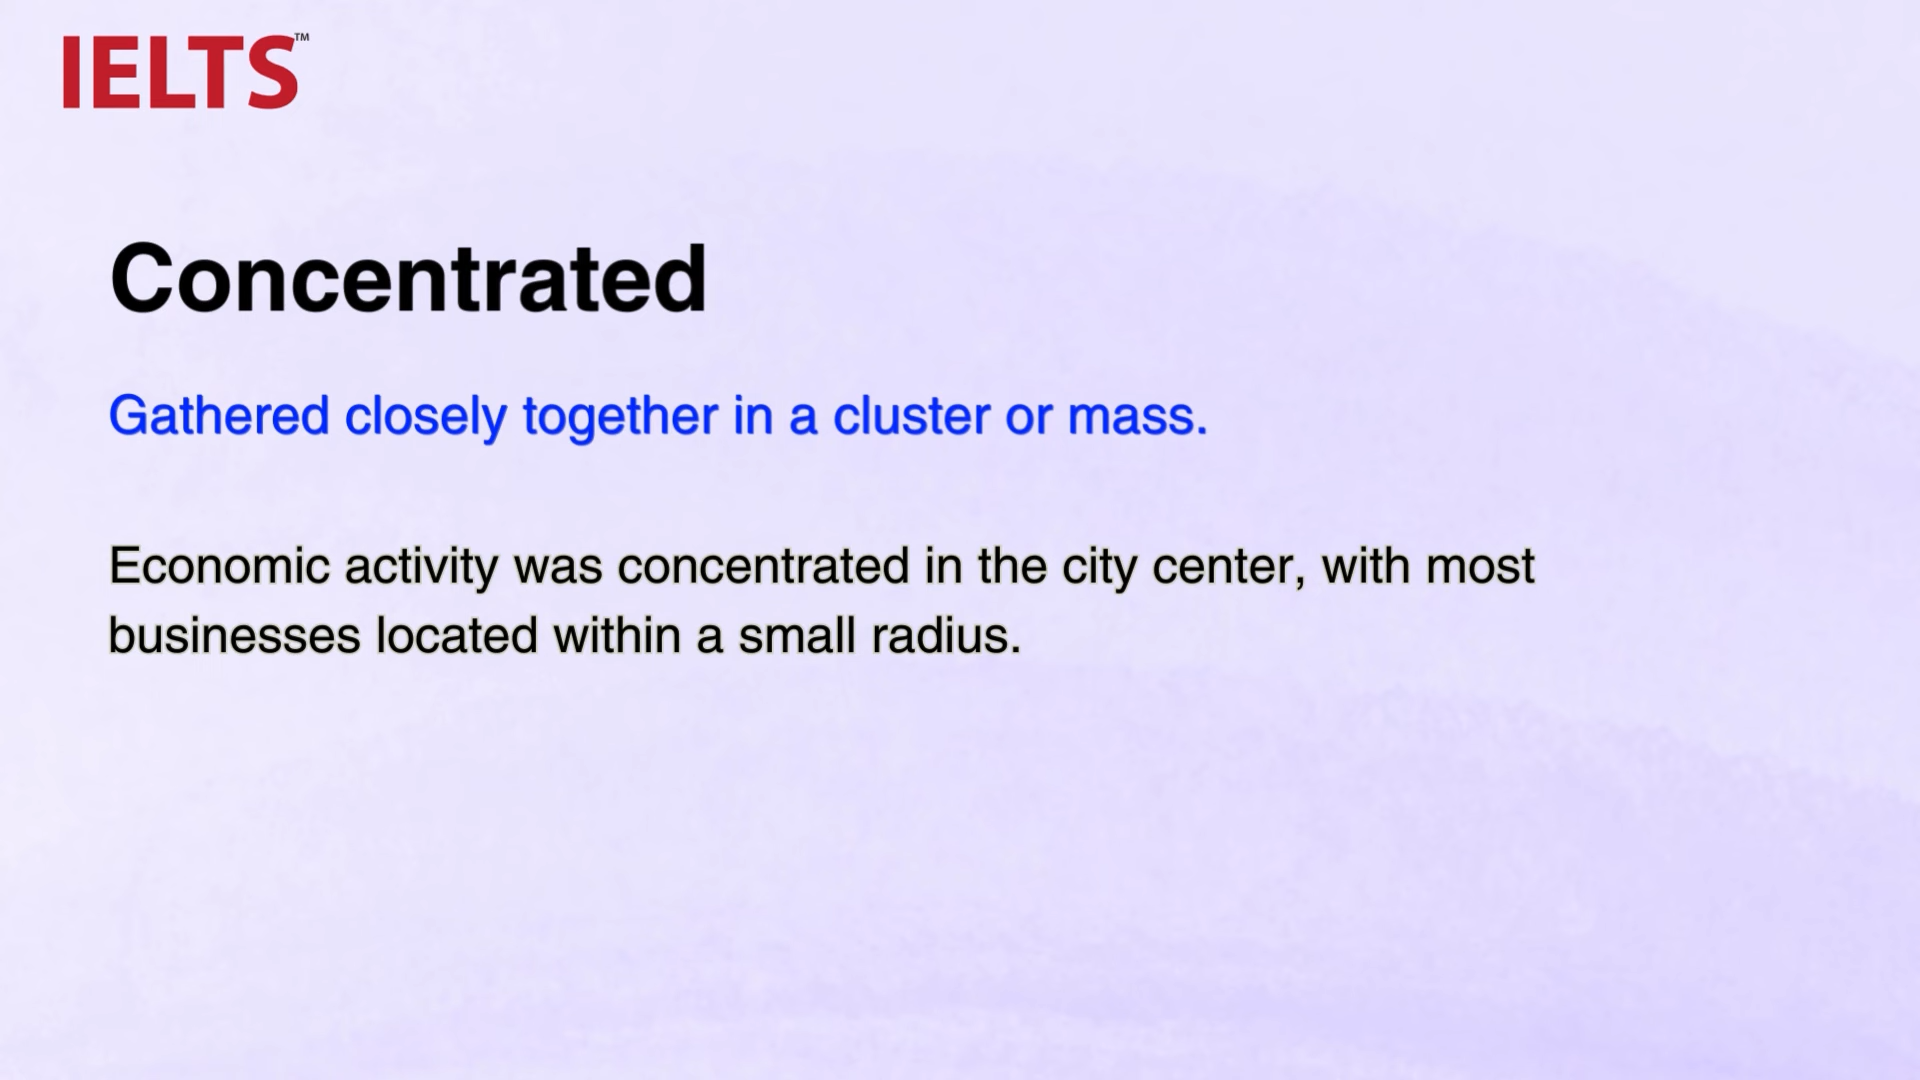 IELTS™
Concentrated
Gathered closely together in a cluster or mass.
Economic activity was concentrated in the city center, with most
businesses located within a small radius.